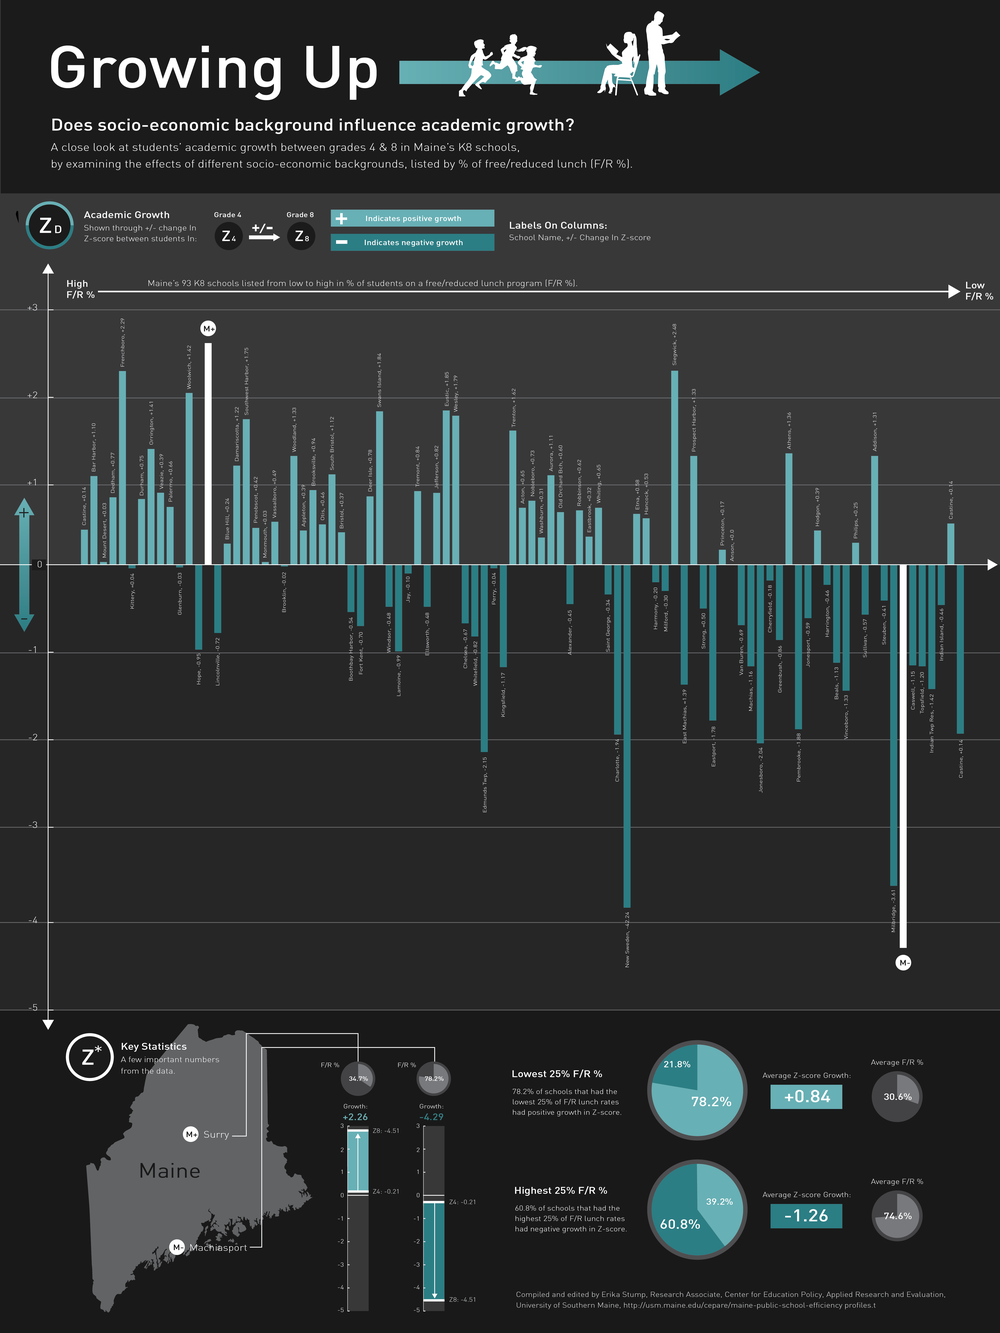 Growing Up
Does socio-economic background influence academic growth?
A close look at students' academic growth between grades 4 & 8 in Maine's K8 schools,
by examining the effects of different socio-economic backgrounds, listed by % of free/reduced lunch (F/R %).
ZD
Academic Growth
Shown through +/- change In
Z-score between students In:
Grade 4
Z4
+/-
Grade 8
Z8
+ Indicates positive growth
− Indicates negative growth
Labels On Columns:
School Name, +/- Change In Z-score
High
F/R %
Maine's 93 K8 schools listed from low to high in % of students on a free/reduced lunch program (F/R %).
Low
F/R %
+3
+2
+1
0
-1
-2
-3
-4
-5
+
-
Castine, +0.14
Bar Harbor, +1.10
Mount Desert, +0.03
Dedham, +0.77
Frenchboro, +2.29
Kittery, +0.04
Durham, +0.75
Orrington, +1.41
Veazie, +0.39
Palermo, +0.66
Glenburn, -0.03
Woolwich, +1.42
Hope, -0.95
M+
Lincolnville, -0.72
Blue Hill, +0.24
Damariscotta, +1.22
Southwest Harbor, +1.75
Penobscot, +0.42
Monmouth, +0.03
Vassalboro, +0.49
Brooklin, -0.02
Woodland, +1.33
Appleton, +0.39
Brooksville, +0.94
Otis, +0.46
South Bristol, +1.12
Bristol, +0.37
Boothbay Harbor, -0.54
Fort Kent, -0.70
Deer Isle, +0.78
Swans Island, +1.84
Windsor, -0.48
Lamoine, -0.99
Jay, -0.10
Tremont, +0.84
Ellsworth, -0.48
Jefferson, +0.82
Eustic, +1.85
Wesley, +1.79
Chelsea, -0.67
Whitefield, -0.82
Edmunds Twp, -2.15
Perry, -0.04
Kingsfield, -1.17
Trenton, +1.62
Acton, +0.65
Nobleboro, +0.73
Washburn, +0.31
Aurora, +1.11
Old Orchard Bch, +0.60
Alexander, -0.45
Robbinston, +0.62
Eastbrook, +0.32
Whiting, +0.65
Saint George, -0.34
Charlotte, -1.94
New Sweden, -42.24
Etna, +0.58
Hancock, +0.53
Harmony, -0.20
Milford, -0.30
Siegwick, +2.48
East Machias, +1.39
Prospect Harbor, +1.33
Strong, +0.50
Eastport, -1.78
Princeton, +0.17
Anson, +0.0
Van Buren, -0.69
Machias, -1.16
Jonesboro, -2.04
Cherryfield, -0.18
Greenbush, -0.86
Athens, +1.36
Pembrooke, -1.88
Jonesport, -0.59
Hodgon, +0.39
Harrington, -0.46
Beals, -1.13
Vinceboro, -1.33
Philips, +0.25
Sullivan, -0.57
Addison, +1.31
Steuben, -0.41
Milbridge, -3.61
M-
Caswell, -1.15
Topsfield, -1.20
Indian Twp Res, -1.42
Indian Island, -0.46
Castine, +0.14
Castine, +0.14
Z*
Key Statistics
A few important numbers
from the data.
Maine
M+ Surry
M- Machiasport
F/R %
34.7%
Growth:
+2.26
3
2
1
0
-1
-2
-3
-4
-5
Z8: -4.51
Z4: -0.21
F/R %
78.2%
Growth:
-4.29
3
2
1
0
-1
-2
-3
-4
-5
Z4: -0.21
Z8: -4.51
Lowest 25% F/R %
78.2% of schools that had the
lowest 25% of F/R lunch rates
had positive growth in Z-score.
21.8%
78.2%
Average Z-score Growth:
+0.84
Average F/R %
30.6%
Highest 25% F/R %
60.8% of schools that had the
highest 25% of F/R lunch rates
had negative growth in Z-score.
39.2%
60.8%
Average Z-score Growth:
-1.26
Average F/R %
74.6%
Compiled and edited by Erika Stump, Research Associate, Center for Education Policy, Applied Research and Evaluation,
University of Southern Maine, http://usm.maine.edu/cepare/maine-public-school-efficiency profiles.t